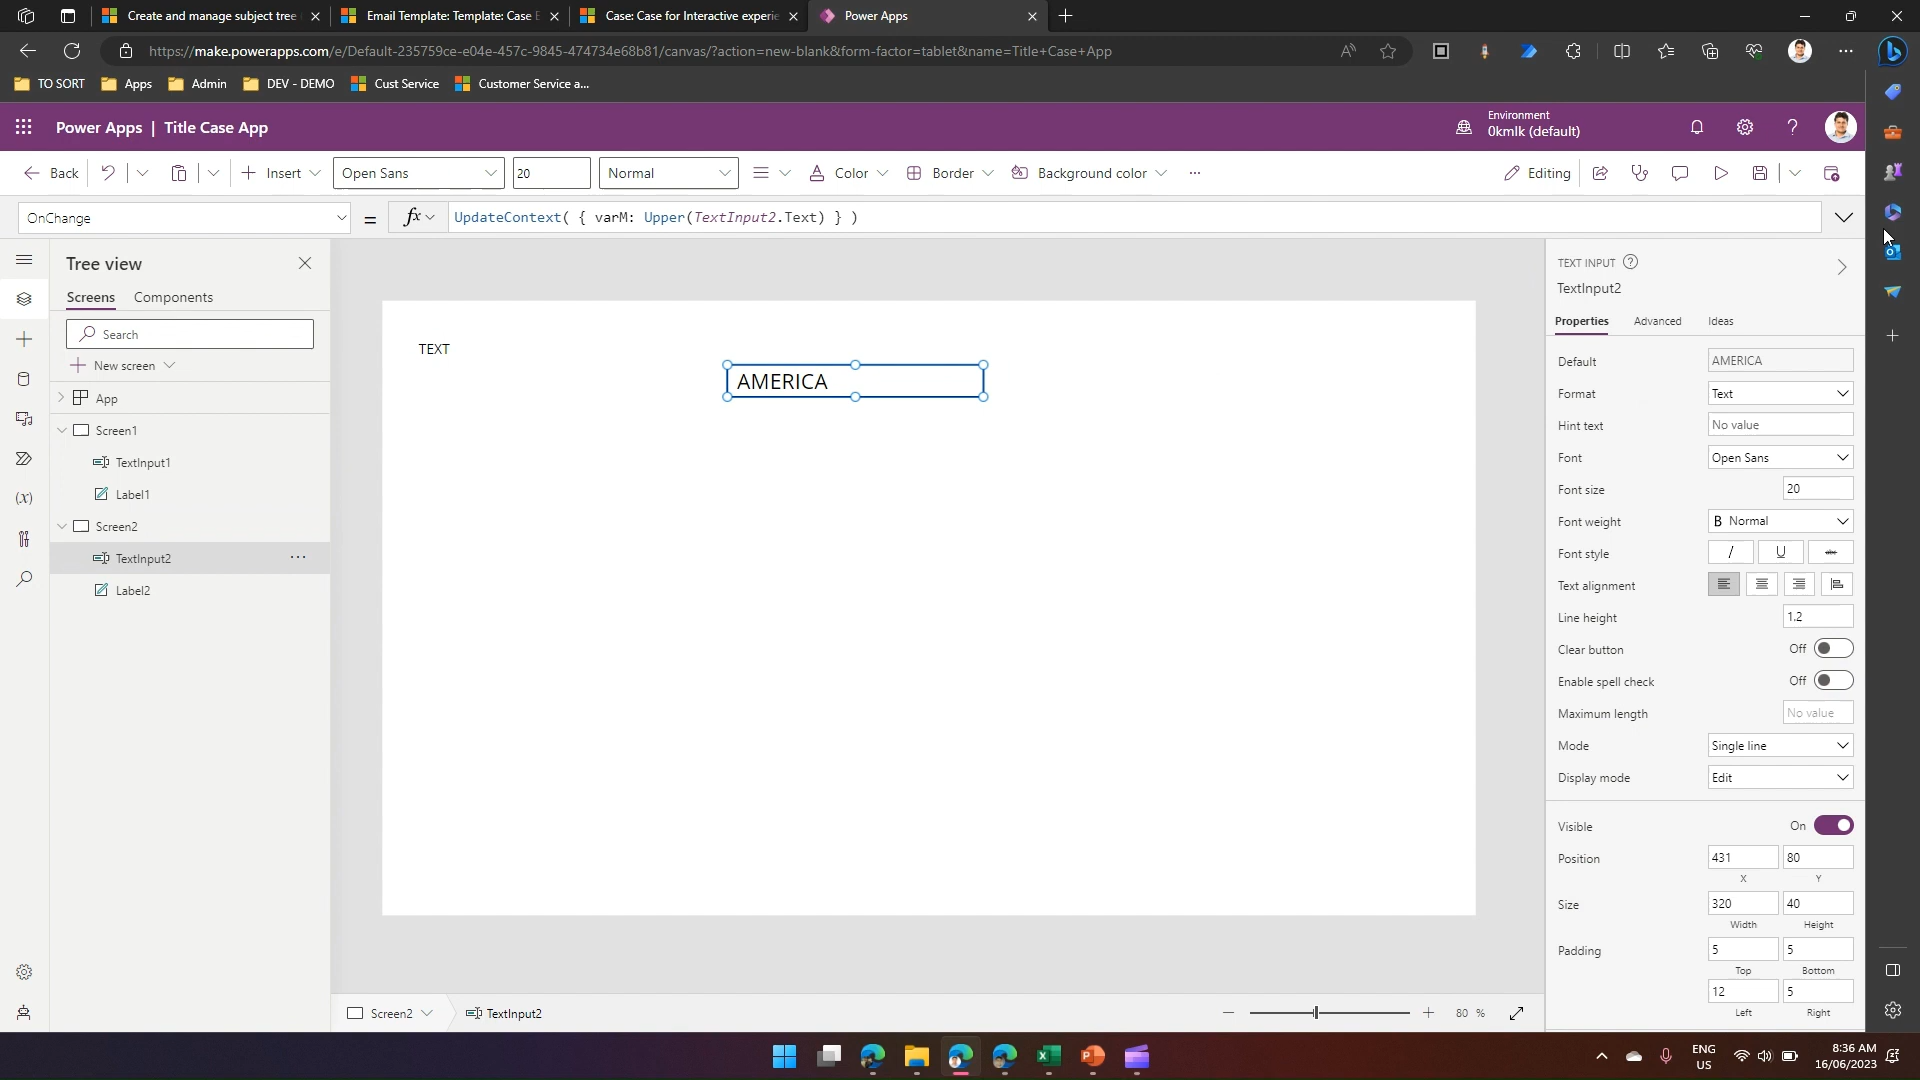 Create and manage subject tree
Email Template: Template: Case E
Case: Case for Interactive experie
Power Apps
https://make.powerapps.com/e/Default-235759ce-e04e-457c-9845-474734e68b81/canvas/?action=new-blank&form-factor=tablet&name=Title+Case+App
TO SORT
Apps
Admin
DEV - DEMO
Cust Service
Customer Service a...
Power Apps | Title Case App
Environment
0kmlk (default)
Back
Insert
Open Sans
20
Normal
Color
Border
Background color
Editing
OnChange
= fx UpdateContext( { varM: Upper(TextInput2.Text) } )
Tree view
Screens Components
Search
New screen
App
Screen1
TextInput1
Label1
Screen2
TextInput2
Label2
TEXT
AMERICA
TEXT INPUT
TextInput2
Properties Advanced Ideas
Default AMERICA
Format Text
Hint text No value
Font Open Sans
Font size 20
Font weight B Normal
Font style / U abc
Text alignment
Line height 1.2
Clear button Off
Enable spell check Off
Maximum length No value
Mode Single line
Display mode Edit
Visible On
Position 431 80
X Y
Size 320 40
Width Height
Padding 5 5
Top Bottom
12 5
Left Right
Screen2 TextInput2
80 %
ENG
US
8:36 AM
16/06/2023